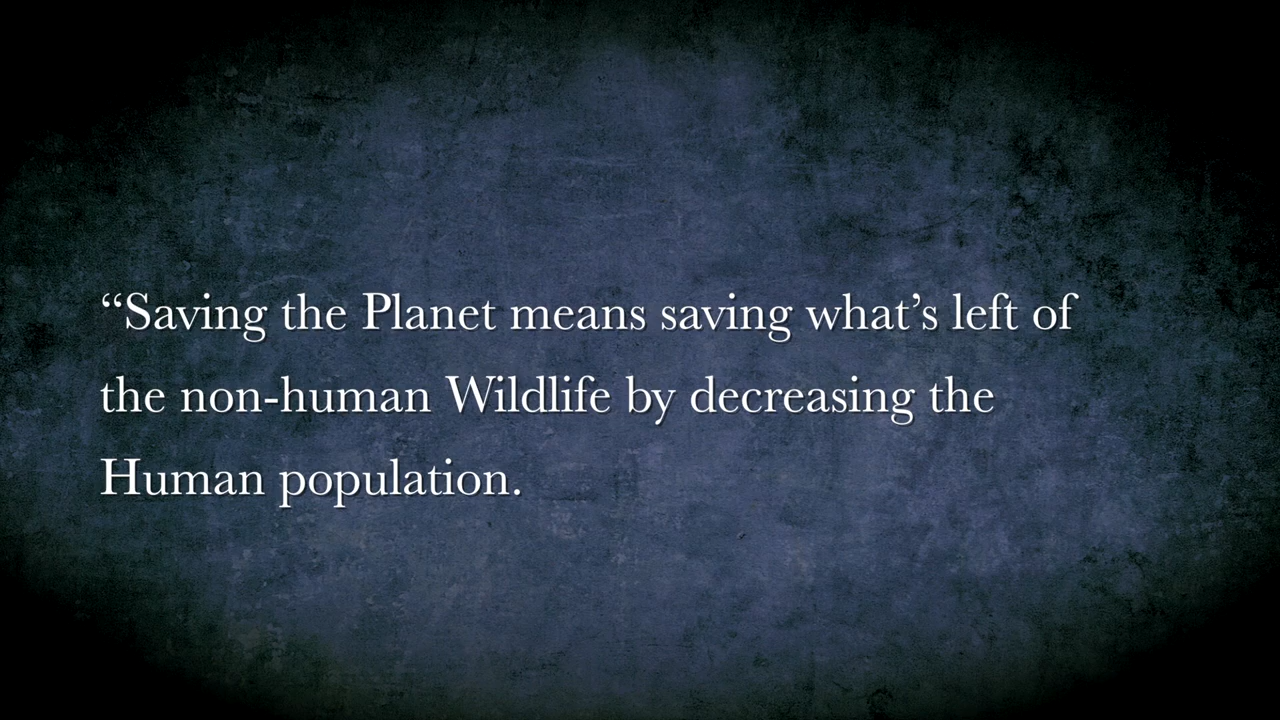 “Saving the Planet means saving what’s left of
the non-human Wildlife by decreasing the
Human population.